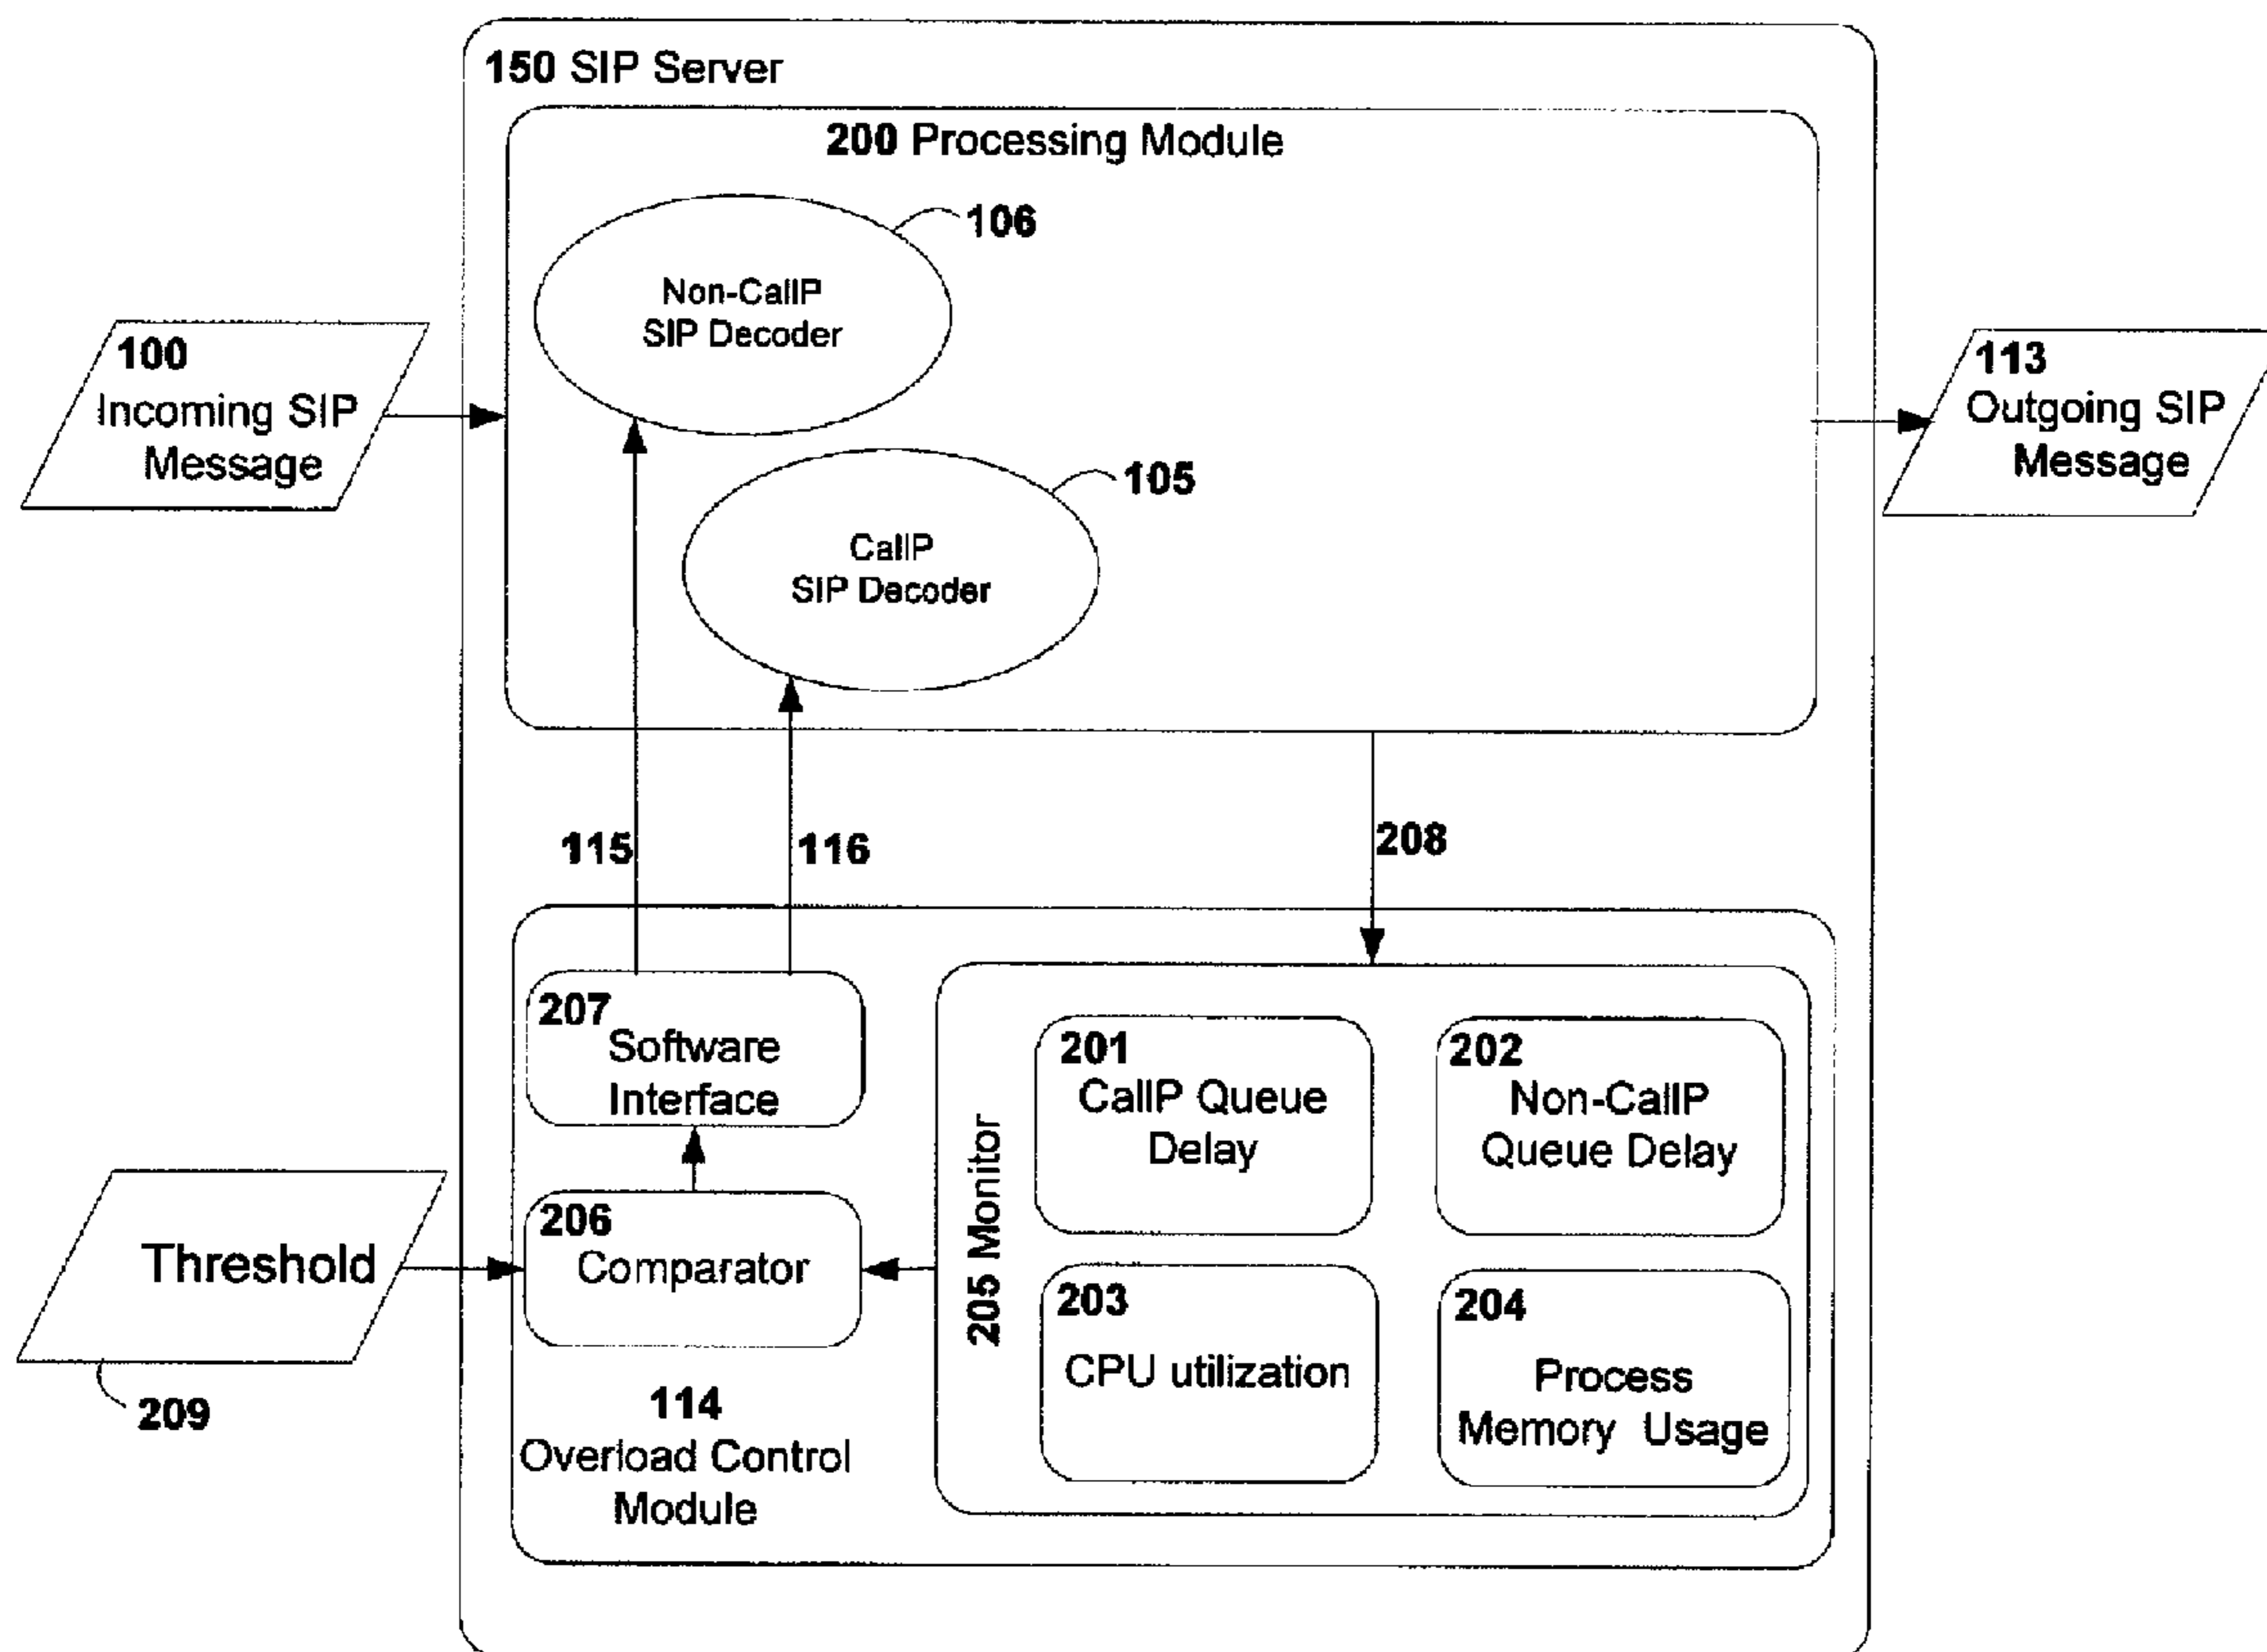 150 SIP Server
200 Processing Module
106
Non-CallP
SIP Decoder
100
Incoming SIP
Message
113
Outgoing SIP
Message
105
CallP
SIP Decoder
115
116
208
207
Software
Interface
201
CallP Queue
Delay
202
Non-CallP
Queue Delay
205 Monitor
Threshold
206
Comparator
203
CPU utilization
204
Process
Memory Usage
209
114
Overload Control
Module